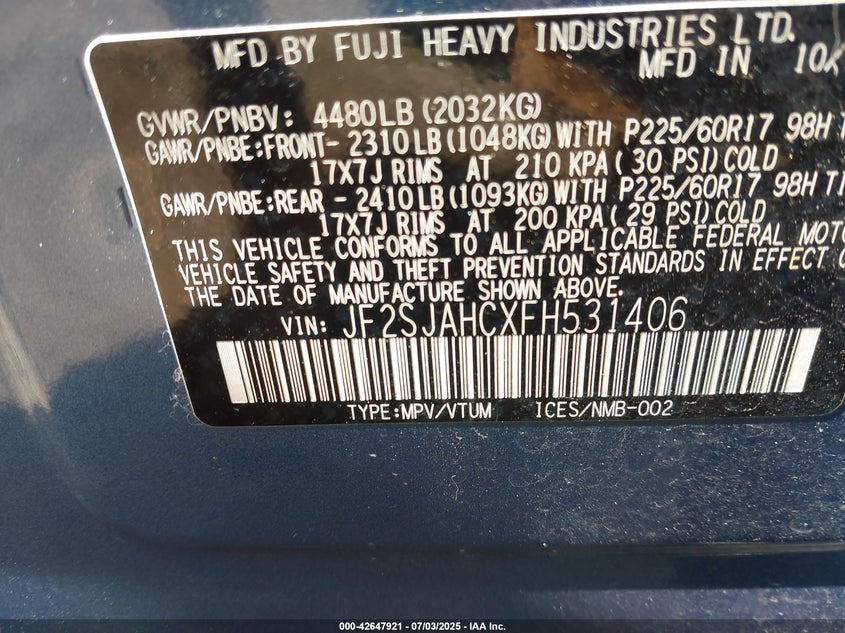 MFD BY FUJI HEAVY INDUSTRIES LTD.
MFD IN 10X
GVWR/PNBV: 4480LB(2032KG)
GAWR/PNBE:FRONT- 2310LB(1048KG)WITH P225/60R17 98H
17X7J RIMS AT 210 KPA(30 PSI)COLD
GAWR/PNBE:REAR - 2410LB(1093KG)WITH P225/60R17 98H
17X7J RIMS AT 200 KPA(29 PSI)COLD
THIS VEHICLE CONFORMS TO ALL APPLICABLE FEDERAL
VEHICLE SAFETY AND THEFT PREVENTION STANDARDS IN EFFECT
THE DATE OF MANUFACTURE SHOWN ABOVE.
VIN: JF2SJAHCXFH531406
TYPE:MPV/VTUM ICES/NMB-002
000-42647921 - 07/03/2025 - IAA Inc.